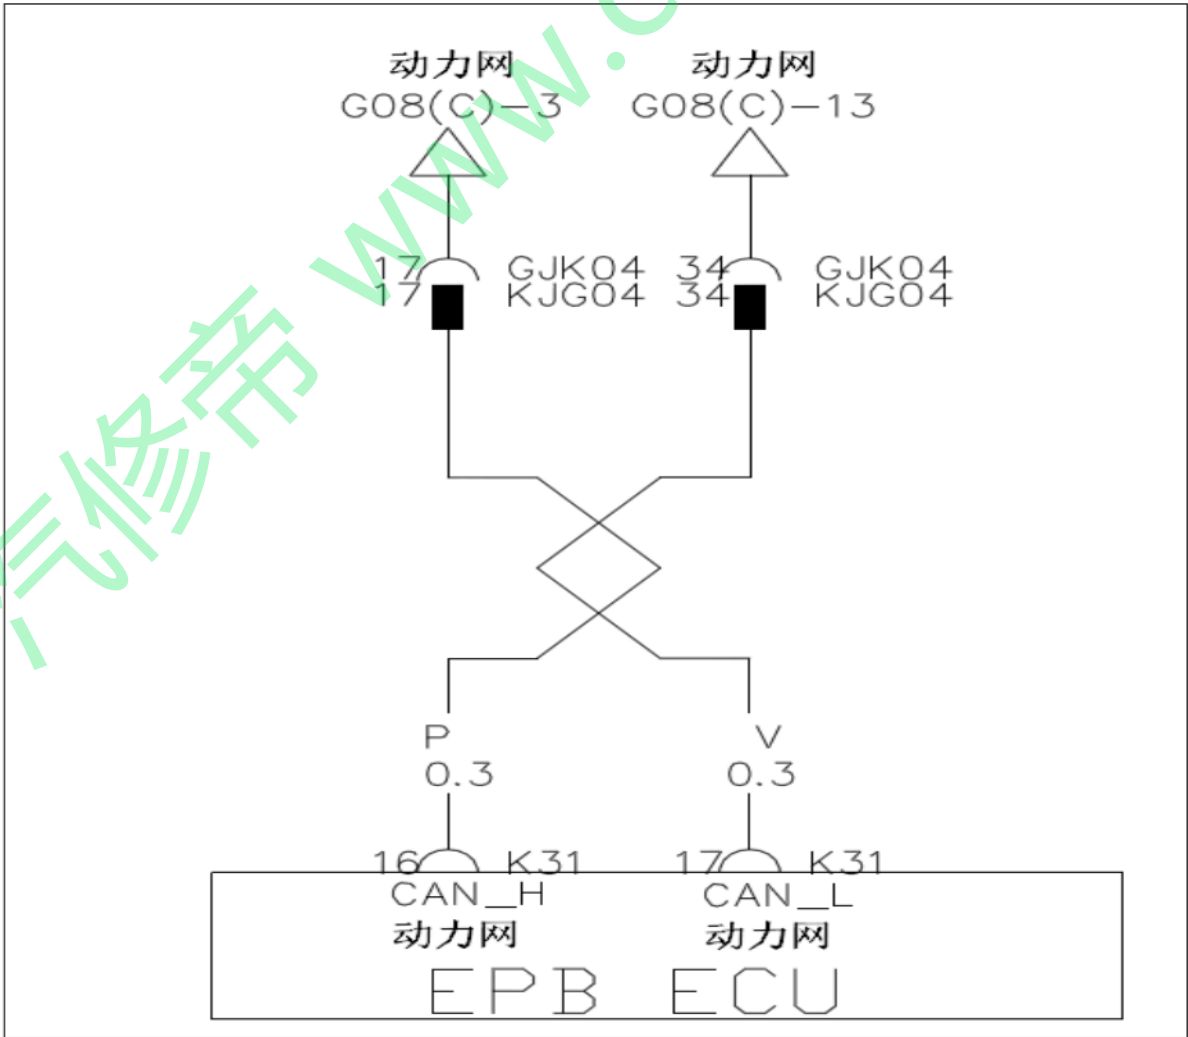 动力网 动力网
G08(C)-3 G08(C)-13
17 GJK04 34 GJK04
17 KJG04 34 KJG04
P V
0.3 0.3
16 K31 17 K31
CAN_H CAN_L
动力网 动力网
EPB ECU
汽修帝 www.c